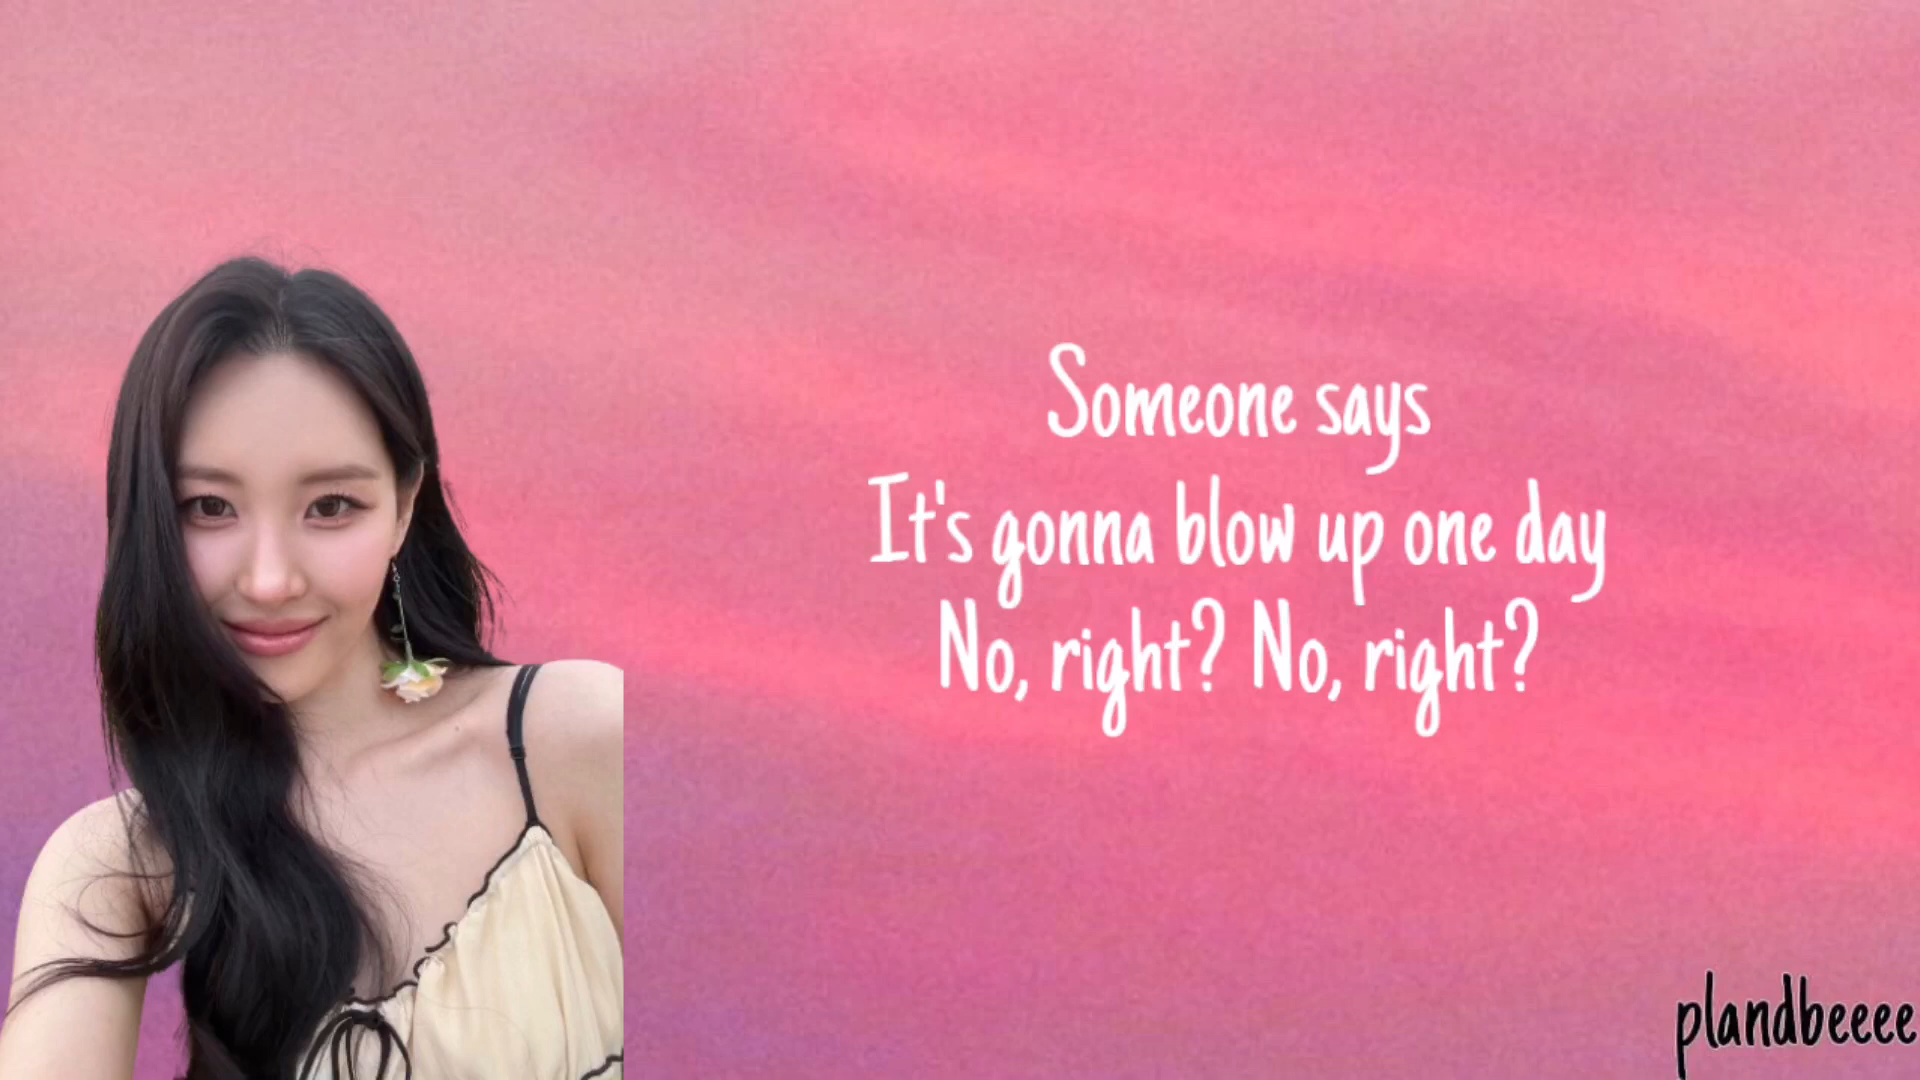 Someone says
It's gonna blow up one day
No, right? No, right?
plandbeeee